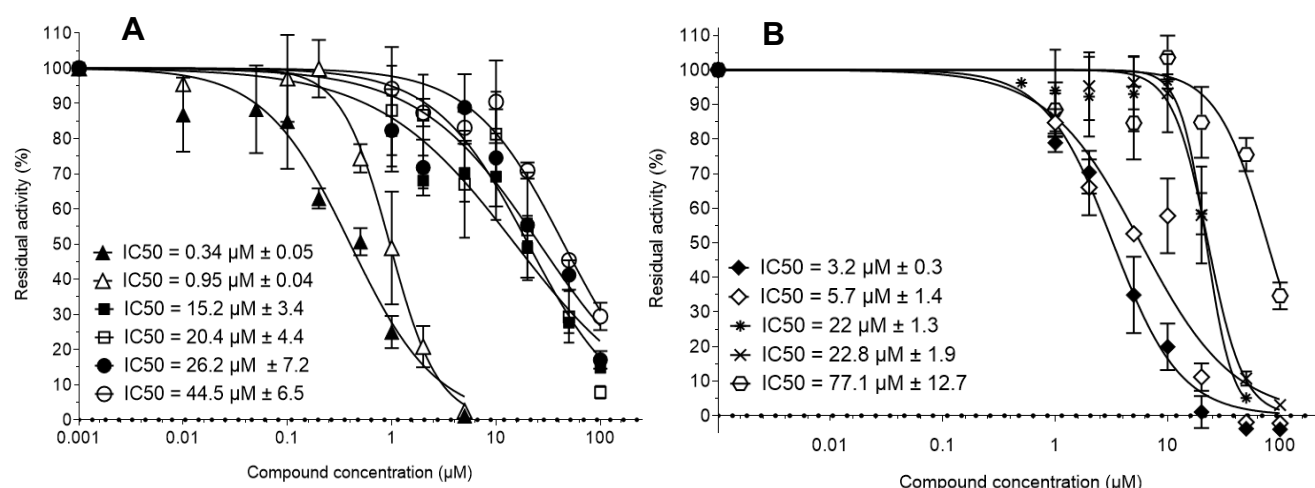 A
110
100
90
80
70
60
50
40
30
20
10
0
Residual activity (%)
IC50 = 0.34 µM ± 0.05
IC50 = 0.95 µM ± 0.04
IC50 = 15.2 µM ± 3.4
IC50 = 20.4 µM ± 4.4
IC50 = 26.2 µM ± 7.2
IC50 = 44.5 µM ± 6.5
0.001 0.01 0.1 1 10 100
Compound concentration (µM)
B
110
100
90
80
70
60
50
40
30
20
10
0
Residual activity (%)
IC50 = 3.2 µM ± 0.3
IC50 = 5.7 µM ± 1.4
IC50 = 22 µM ± 1.3
IC50 = 22.8 µM ± 1.9
IC50 = 77.1 µM ± 12.7
0.01 0.1 1 10 100
Compound concentration (µM)